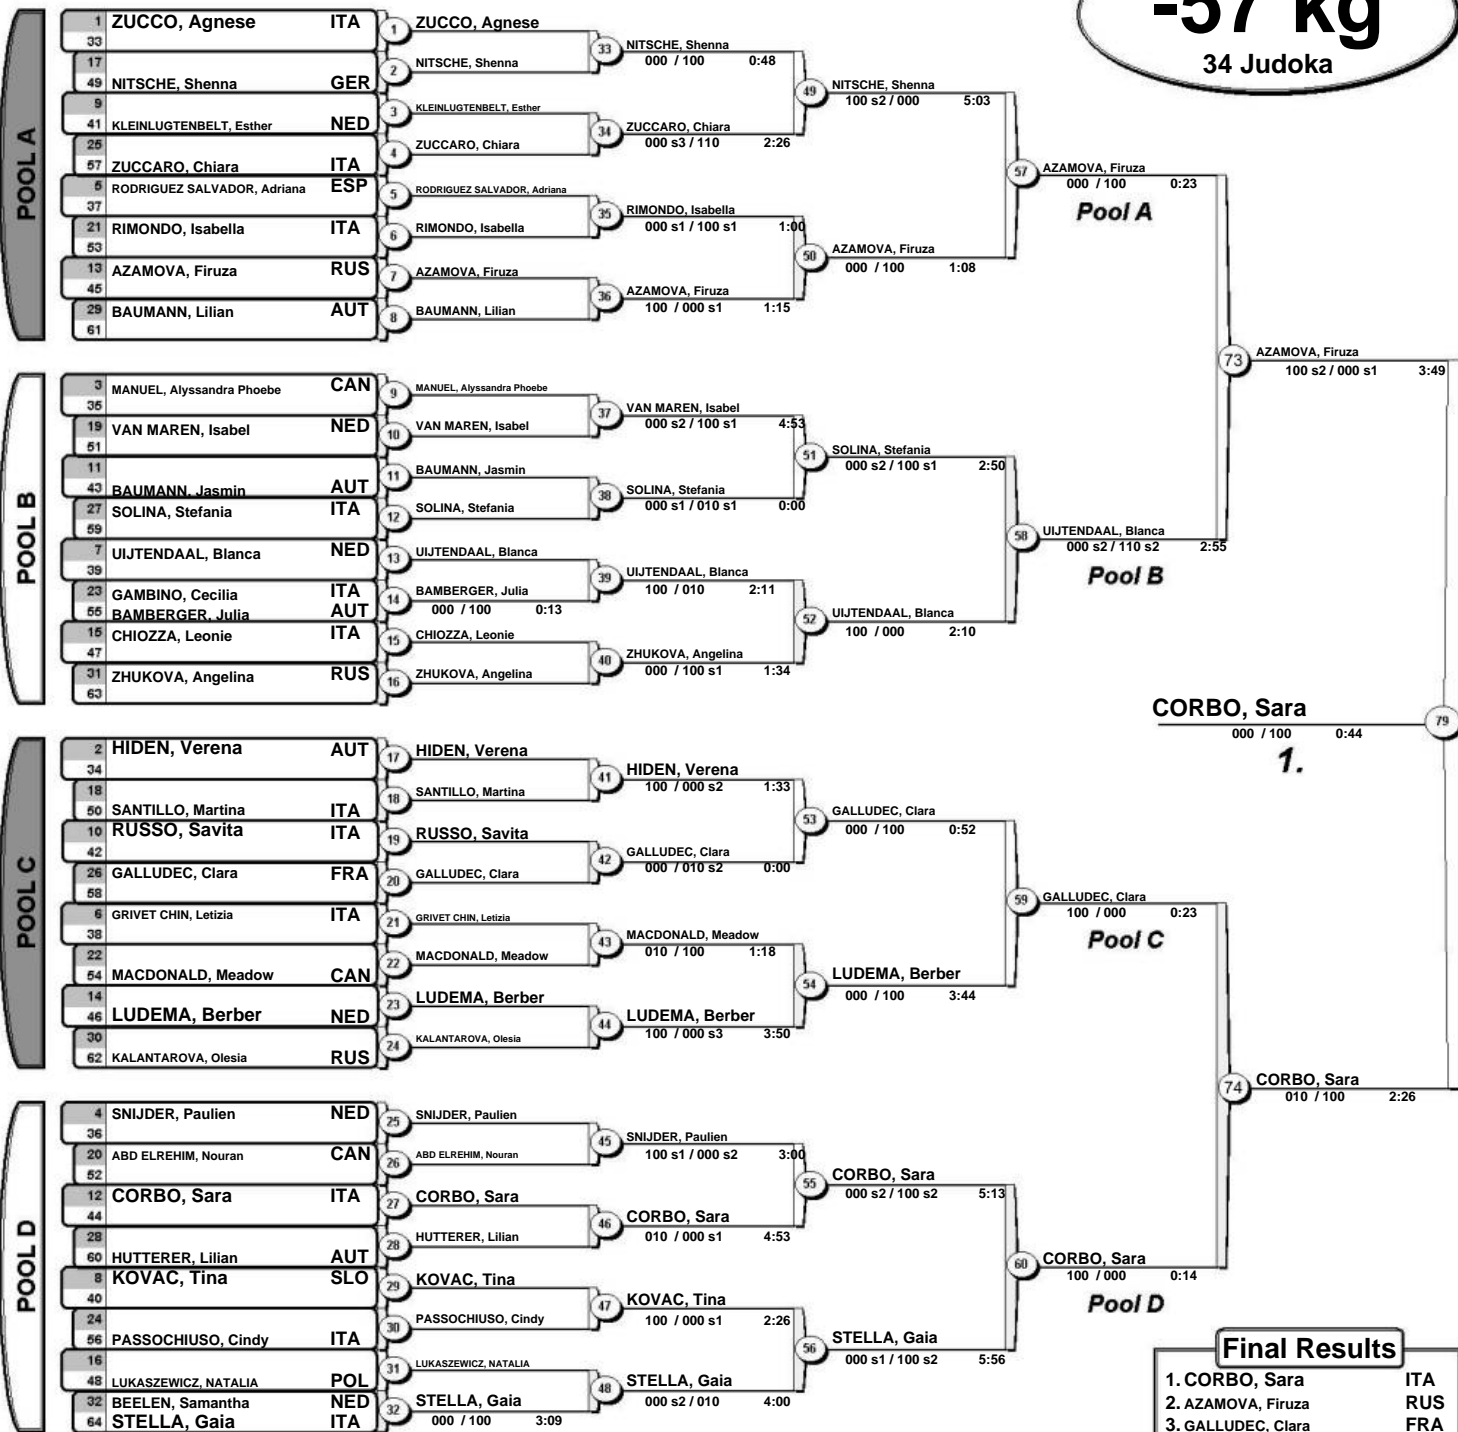 -57 kg
34 Judoka
POOL A
1 ZUCCO, Agnese ITA
33
17
49 NITSCHE, Shenna GER
9
41 KLEINLUGTENBELT, Esther NED
25
57 ZUCCARO, Chiara ITA
5 RODRIGUEZ SALVADOR, Adriana ESP
37
21 RIMONDO, Isabella ITA
53
13 AZAMOVA, Firuza RUS
45
29 BAUMANN, Lilian AUT
61
1 ZUCCO, Agnese
2 NITSCHE, Shenna
3 KLEINLUGTENBELT, Esther
4 ZUCCARO, Chiara
5 RODRIGUEZ SALVADOR, Adriana
6 RIMONDO, Isabella
7 AZAMOVA, Firuza
8 BAUMANN, Lilian
33 NITSCHE, Shenna
000 / 100 0:48
34 ZUCCARO, Chiara
000 s3 / 110 2:26
35 RIMONDO, Isabella
000 s1 / 100 s1 1:00
36 AZAMOVA, Firuza
100 / 000 s1 1:15
49 NITSCHE, Shenna
100 s2 / 000 5:03
50 AZAMOVA, Firuza
000 / 100 1:08
57 AZAMOVA, Firuza
000 / 100 0:23
Pool A
POOL B
3 MANUEL, Alyssandra Phoebe CAN
35
19 VAN MAREN, Isabel NED
51
11
43 BAUMANN, Jasmin AUT
27 SOLINA, Stefania ITA
59
7 UIJTENDAAL, Blanca NED
39
23 GAMBINO, Cecilia ITA
55 BAMBERGER, Julia AUT
15 CHIOZZA, Leonie ITA
47
31 ZHUKOVA, Angelina RUS
63
9 MANUEL, Alyssandra Phoebe
10 VAN MAREN, Isabel
11 BAUMANN, Jasmin
12 SOLINA, Stefania
13 UIJTENDAAL, Blanca
14 BAMBERGER, Julia
000 / 100 0:13
15 CHIOZZA, Leonie
16 ZHUKOVA, Angelina
37 VAN MAREN, Isabel
000 s2 / 100 s1 4:53
38 SOLINA, Stefania
000 s1 / 010 s1 0:00
39 UIJTENDAAL, Blanca
100 / 010 2:11
40 ZHUKOVA, Angelina
000 / 100 s1 1:34
51 SOLINA, Stefania
000 s2 / 100 s1 2:50
52 UIJTENDAAL, Blanca
100 / 000 2:10
58 UIJTENDAAL, Blanca
000 s2 / 110 s2 2:55
Pool B
73 AZAMOVA, Firuza
100 s2 / 000 s1 3:49
CORBO, Sara
79
000 / 100 0:44
1.
POOL C
2 HIDEN, Verena AUT
34
18
50 SANTILLO, Martina ITA
10 RUSSO, Savita ITA
42
26 GALLUDEC, Clara FRA
58
6 GRIVET CHIN, Letizia ITA
38
22
54 MACDONALD, Meadow CAN
14
46 LUDEMA, Berber NED
30
62 KALANTAROVA, Olesia RUS
17 HIDEN, Verena
18 SANTILLO, Martina
19 RUSSO, Savita
20 GALLUDEC, Clara
21 GRIVET CHIN, Letizia
22 MACDONALD, Meadow
23 LUDEMA, Berber
24 KALANTAROVA, Olesia
41 HIDEN, Verena
100 / 000 s2 1:33
42 GALLUDEC, Clara
000 / 010 s2 0:00
43 MACDONALD, Meadow
010 / 100 1:18
44 LUDEMA, Berber
100 / 000 s3 3:50
53 GALLUDEC, Clara
000 / 100 0:52
54 LUDEMA, Berber
000 / 100 3:44
59 GALLUDEC, Clara
100 / 000 0:23
Pool C
POOL D
4 SNIJDER, Paulien NED
36
20 ABD ELREHIM, Nouran CAN
52
12 CORBO, Sara ITA
44
28
60 HUTTERER, Lilian AUT
8 KOVAC, Tina SLO
40
24
56 PASSOCHIUSO, Cindy ITA
16
48 LUKASZEWICZ, NATALIA POL
32 BEELEN, Samantha NED
64 STELLA, Gaia ITA
25 SNIJDER, Paulien
26 ABD ELREHIM, Nouran
27 CORBO, Sara
28 HUTTERER, Lilian
29 KOVAC, Tina
30 PASSOCHIUSO, Cindy
31 LUKASZEWICZ, NATALIA
32 STELLA, Gaia
000 / 100 3:09
45 SNIJDER, Paulien
100 s1 / 000 s2 3:00
46 CORBO, Sara
010 / 000 s1 4:53
47 KOVAC, Tina
100 / 000 s1 2:26
48 STELLA, Gaia
000 s2 / 010 4:00
55 CORBO, Sara
000 s2 / 100 s2 5:13
56 STELLA, Gaia
000 s1 / 100 s2 5:56
60 CORBO, Sara
100 / 000 0:14
Pool D
74 CORBO, Sara
010 / 100 2:26
Final Results
1. CORBO, Sara ITA
2. AZAMOVA, Firuza RUS
3. GALLUDEC, Clara FRA